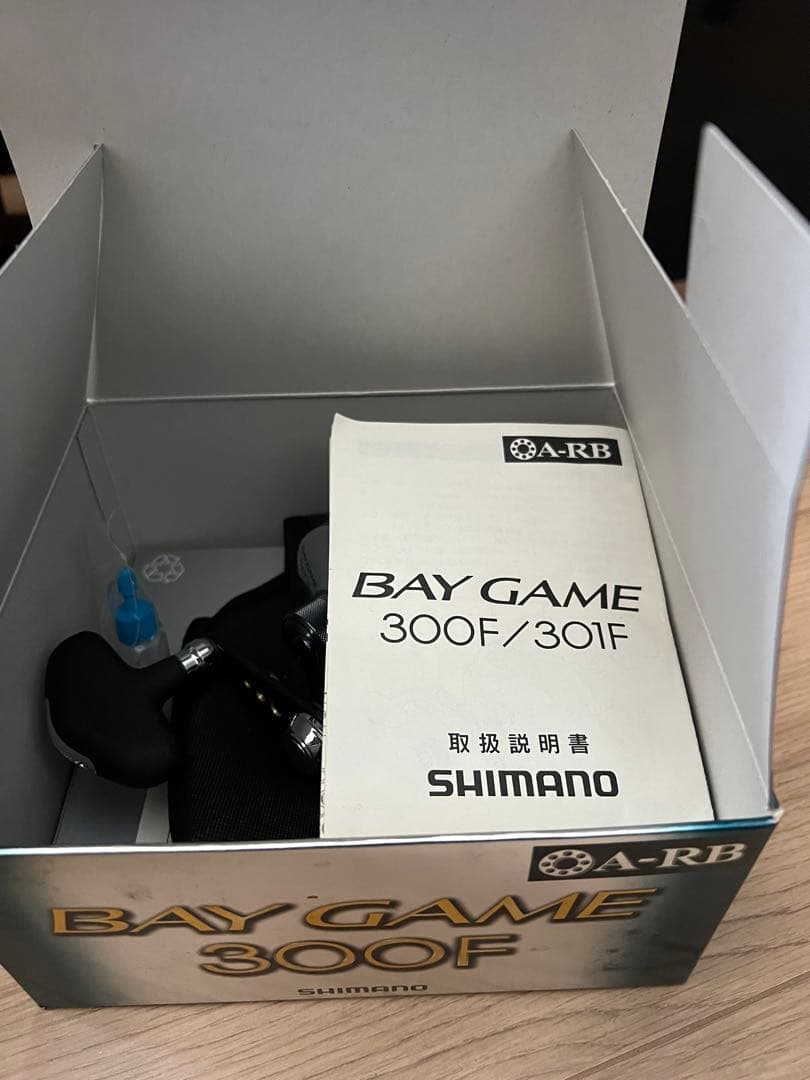 A-RB
BAY GAME
300F/301F
取扱説明書
SHIMANO
A-RB
BAY GAME
300F
SHIMANO